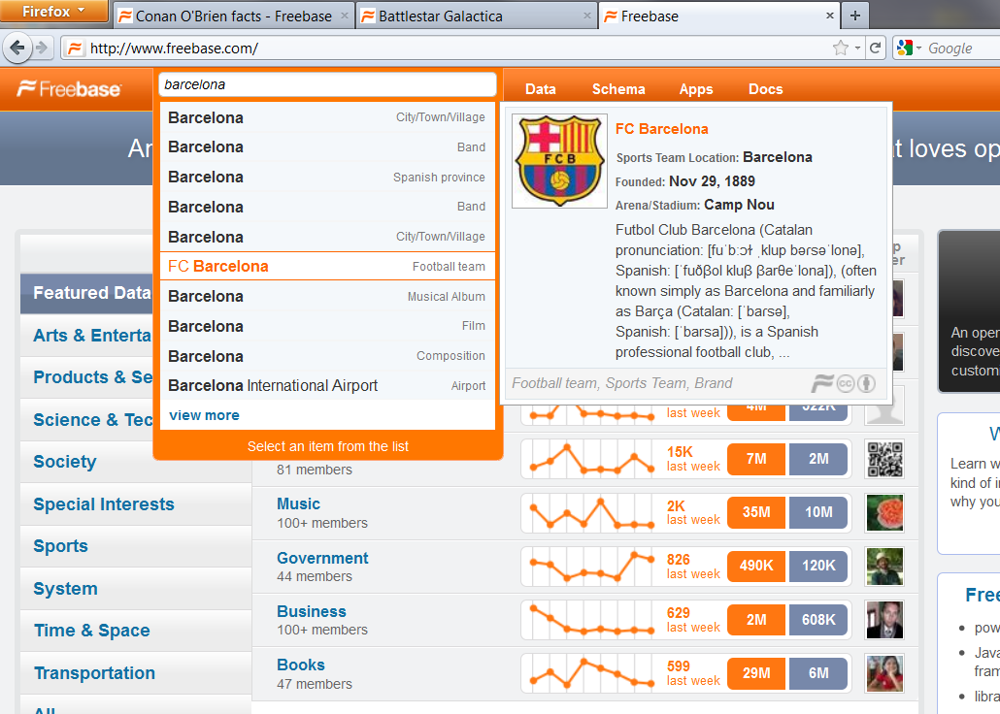 Firefox
Conan O'Brien facts - Freebase
Battlestar Galactica
Freebase
http://www.freebase.com/
Google
Freebase
barcelona
Data
Schema
Apps
Docs
Barcelona City/Town/Village
Barcelona Band
Barcelona Spanish province
Barcelona Band
Barcelona City/Town/Village
FC Barcelona Football team
Barcelona Musical Album
Barcelona Film
Barcelona Composition
Barcelona International Airport Airport
view more
Select an item from the list
FCB
FC Barcelona
Sports Team Location: Barcelona
Founded: Nov 29, 1889
Arena/Stadium: Camp Nou
Futbol Club Barcelona (Catalan
pronunciation: [fuˈbːɔɫ ˌklup bərsəˈlonə],
Spanish: [ˈfuðβol kluβ βarθeˈlona]), (often
known simply as Barcelona and familiarly
as Barça (Catalan: [ˈbarsə],
Spanish: [ˈbarsa])), is a Spanish
professional football club, ...
Football team, Sports Team, Brand
cc
t loves op
Featured Data
Arts & Enterta
Products & Se
Science & Tec
Society
Special Interests
Sports
System
Time & Space
Transportation
All
last week 4M 322K
81 members
15K
last week
7M
2M
Music
100+ members
2K
last week
35M
10M
Government
44 members
826
last week
490K
120K
Business
100+ members
629
last week
2M
608K
Books
47 members
599
last week
29M
6M
An open
discove
custom
W
Learn w
kind of i
why you
Free
pow
Java
fram
libra